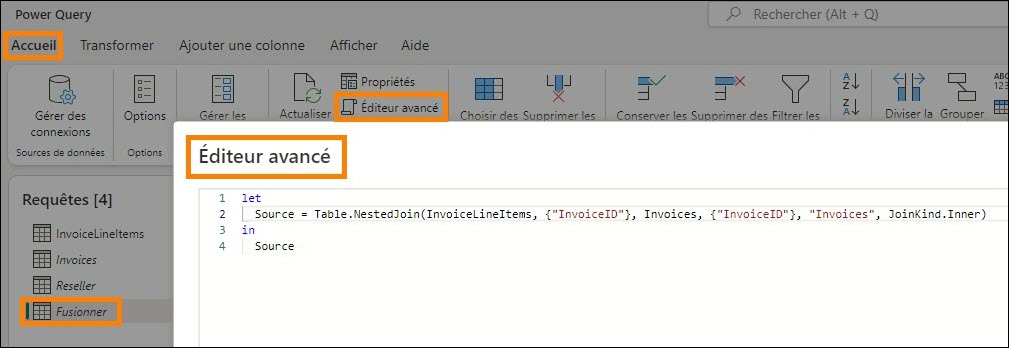 Power Query
Rechercher (Alt + Q)
Accueil Transformer Ajouter une colonne Afficher Aide
Gérer des connexions
Options
Gérer les
Actualiser
Propriétés
Éditeur avancé
Choisir des
Supprimer les
Conserver les
Supprimer des
Filtrer les
A
Z
Z
A
Diviser la
Grouper
ABC
123
Sources de données
Options
Éditeur avancé
1 let
2 Source = Table.NestedJoin(InvoiceLineItems, {"InvoiceID"}, Invoices, {"InvoiceID"}, "Invoices", JoinKind.Inner)
3 in
4 Source
Requêtes [4]
InvoiceLineItems
Invoices
Reseller
Fusionner